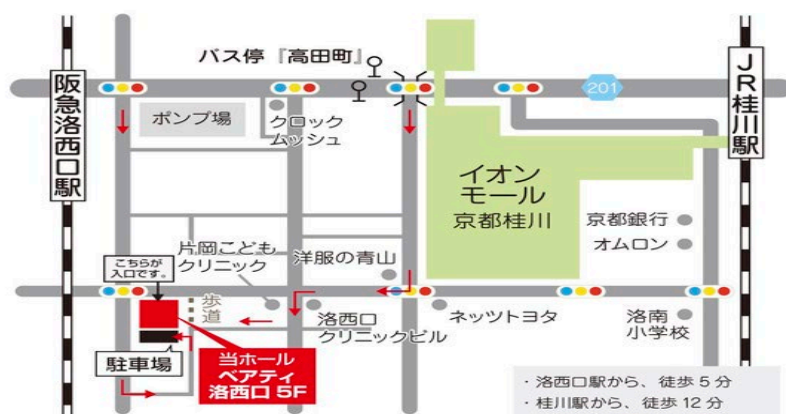 バス停『高田町』
阪急洛西口駅
JR桂川駅
201
ポンプ場
クロック
ムッシュ
イオン
モール
京都桂川
京都銀行
オムロン
片岡こども
クリニック
洋服の青山
こちらが
入口です。
歩道
洛西口
クリニックビル
ネッツトヨタ
洛南
小学校
駐車場
当ホール
ベアティ
洛西口 5F
・洛西口駅から、徒歩5分
・桂川駅から、徒歩12分